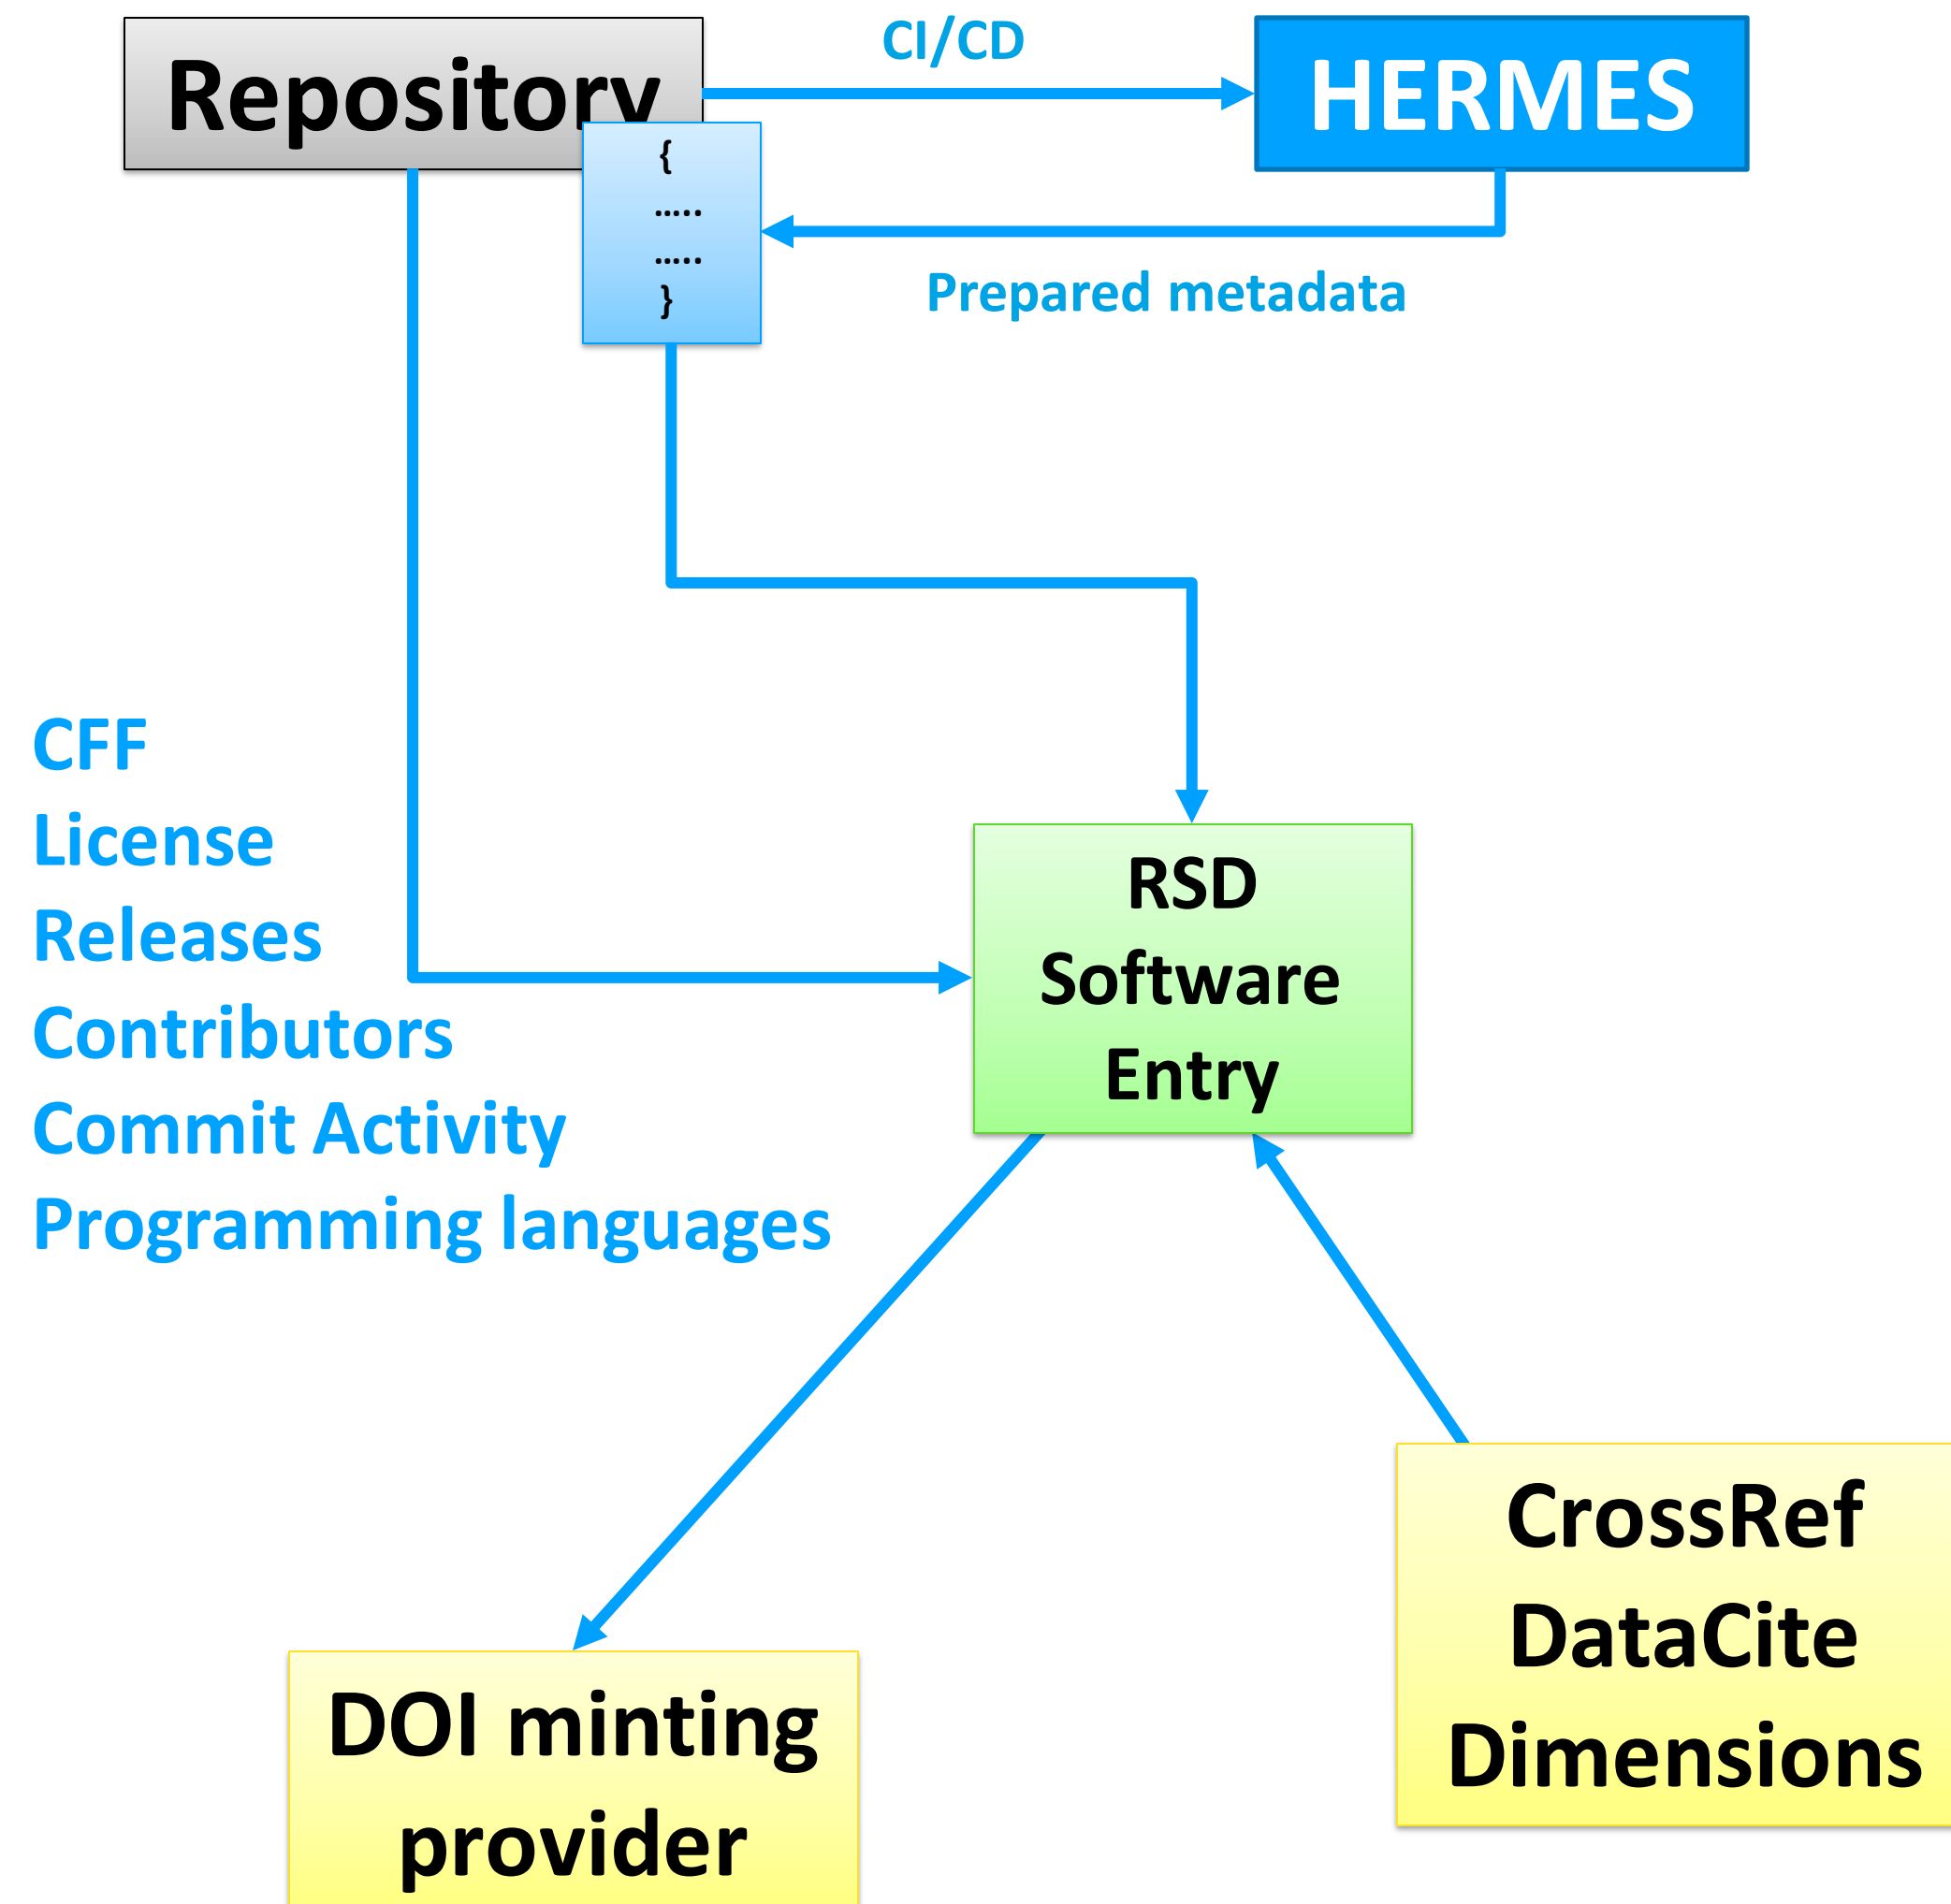 Repository
CI/CD
HERMES
{
.....
.....
}
Prepared metadata
CFF
License
Releases
Contributors
Commit Activity
Programming languages
RSD
Software
Entry
CrossRef
DataCite
Dimensions
DOI minting
provider